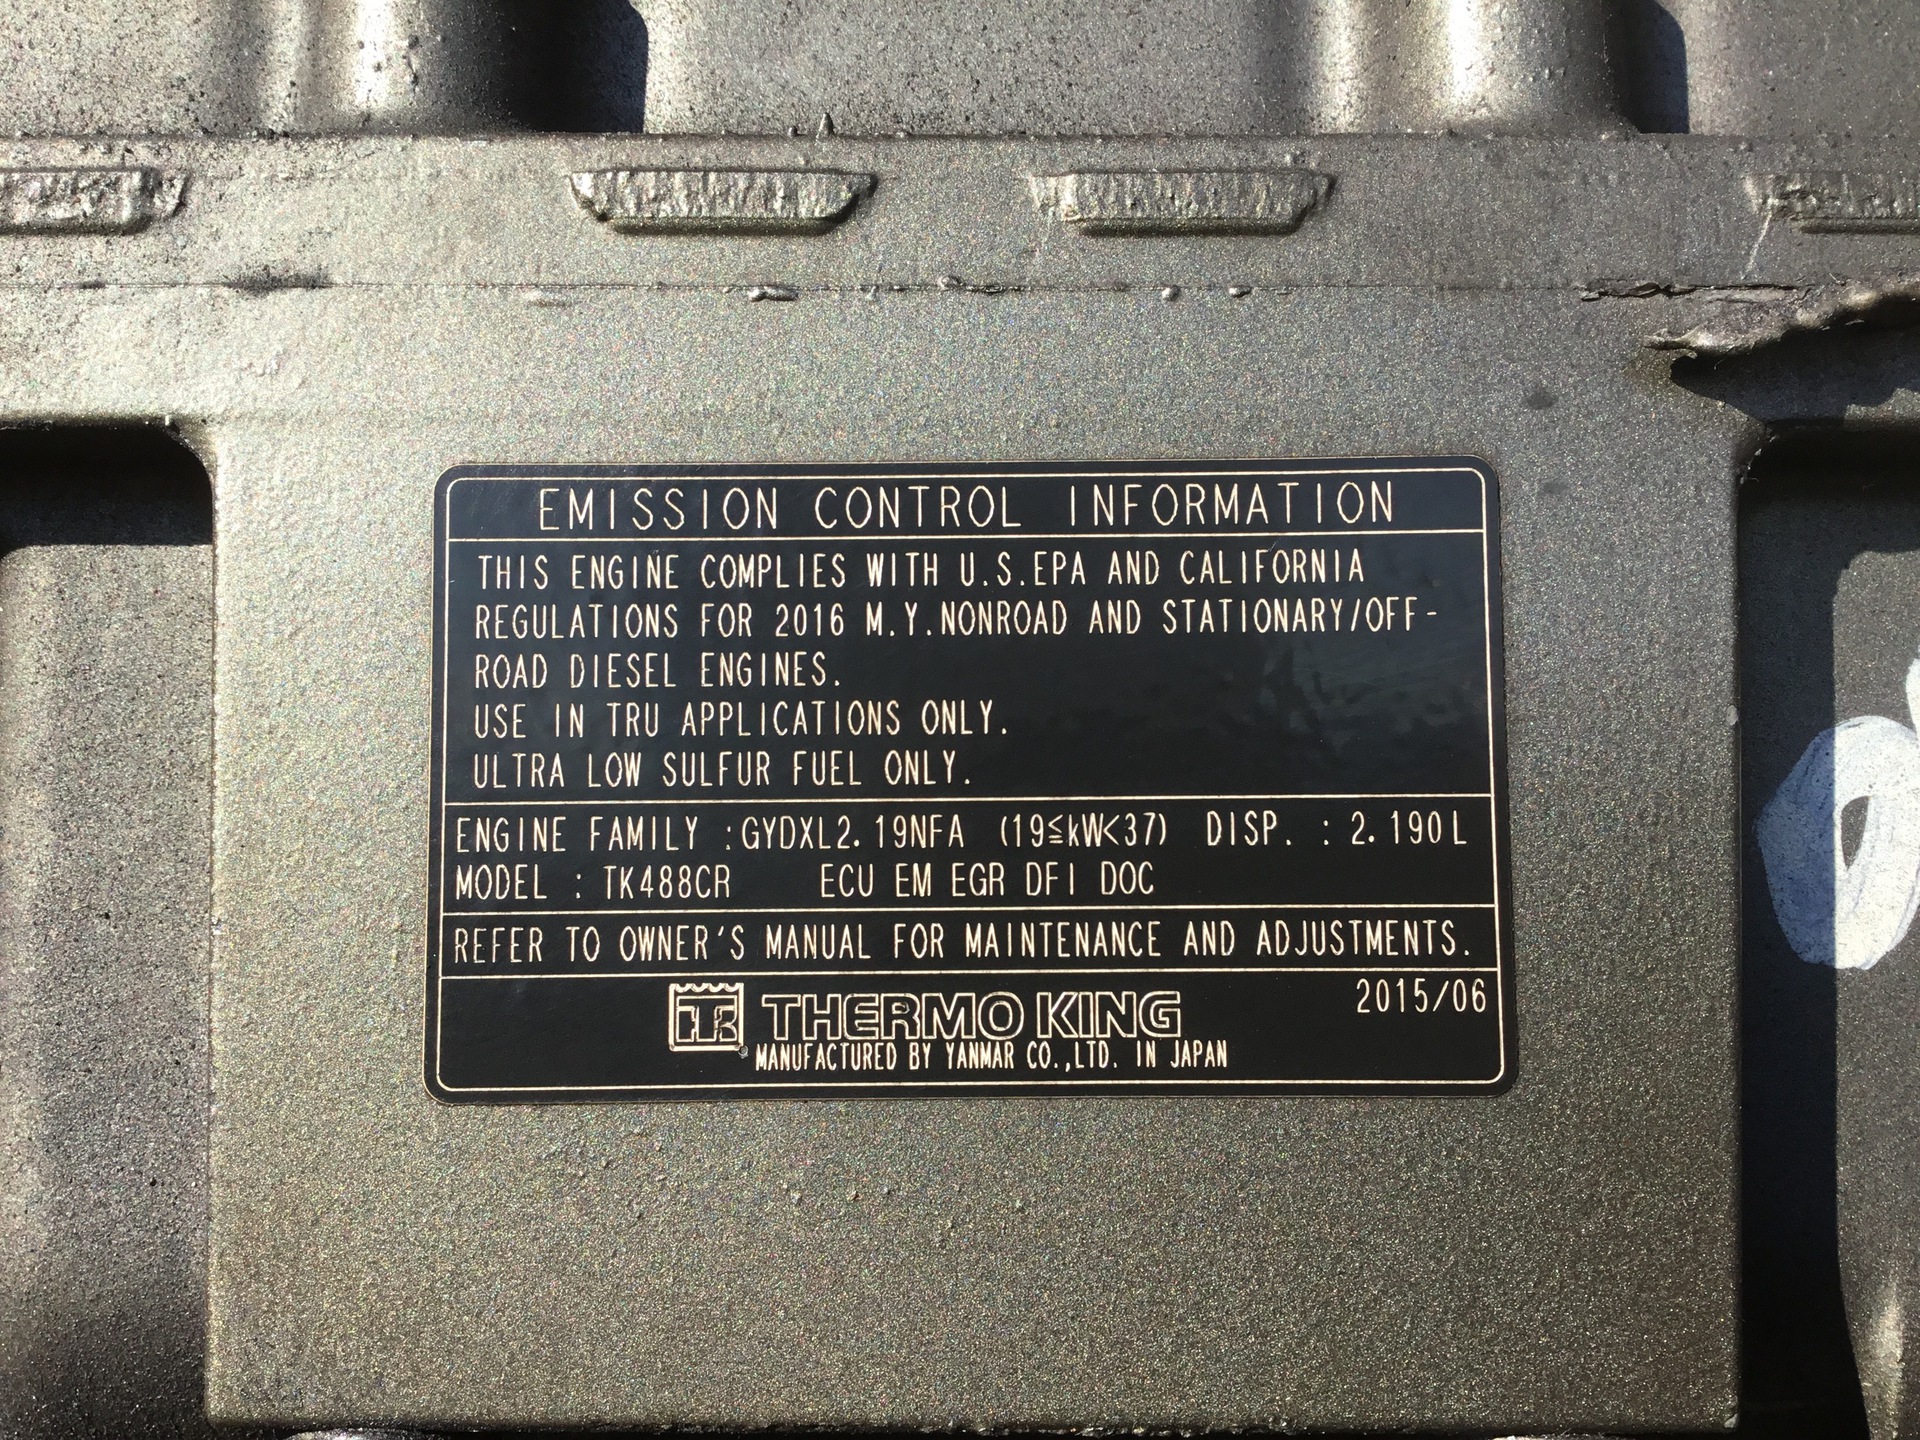 EMISSION CONTROL INFORMATION
THIS ENGINE COMPLIES WITH U.S.EPA AND CALIFORNIA
REGULATIONS FOR 2016 M.Y.NONROAD AND STATIONARY/OFF-
ROAD DIESEL ENGINES.
USE IN TRU APPLICATIONS ONLY.
ULTRA LOW SULFUR FUEL ONLY.
ENGINE FAMILY :GYDXL2.19NFA (19≦kW<37) DISP. : 2.190L
MODEL : TK488CR ECU EM EGR DFI DOC
REFER TO OWNER'S MANUAL FOR MAINTENANCE AND ADJUSTMENTS.
2015/06
TK THERMO KING
MANUFACTURED BY YANMAR CO.,LTD. IN JAPAN